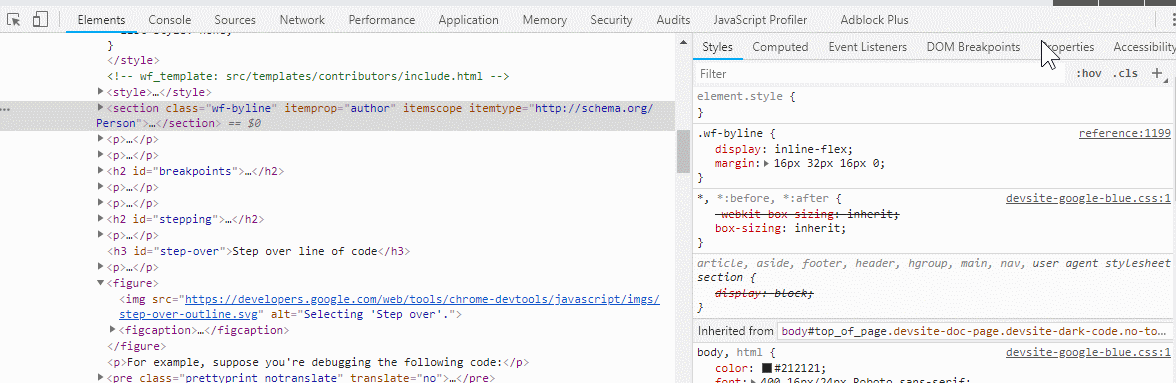 Elements Console Sources Network Performance Application Memory Security Audits JavaScript Profiler Adblock Plus
}
</style>
<!-- wf_template: src/templates/contributors/include.html -->
<style>…</style>
<section class="wf-byline" itemprop="author" itemscope itemtype="http://schema.org/
Person">…</section> == $0
<p>…</p>
<p>…</p>
<h2 id="breakpoints">…</h2>
<p>…</p>
<p>…</p>
<h2 id="stepping">…</h2>
<p>…</p>
<h3 id="step-over">Step over line of code</h3>
<p>…</p>
<figure>
<img src="https://developers.google.com/web/tools/chrome-devtools/javascript/imgs/
step-over-outline.svg" alt="Selecting 'Step over'.">
<figcaption>…</figcaption>
</figure>
<p>For example, suppose you're debugging the following code:</p>
<pre class="prettyprint notranslate" translate="no">…</pre>
Styles Computed Event Listeners DOM Breakpoints Properties Accessibility
Filter :hov .cls +
element.style {
}
.wf-byline { reference:1199
display: inline-flex;
margin: 16px 32px 16px 0;
}
*, *:before, *:after { devsite-google-blue.css:1
-webkit-box-sizing: inherit;
box-sizing: inherit;
}
article, aside, footer, header, hgroup, main, nav, user agent stylesheet
section {
display: block;
}
Inherited from body#top_of_page.devsite-doc-page.devsite-dark-code.no-to…
body, html { devsite-google-blue.css:1
color: #212121;
font: 400 16px/24px Roboto,sans-serif;